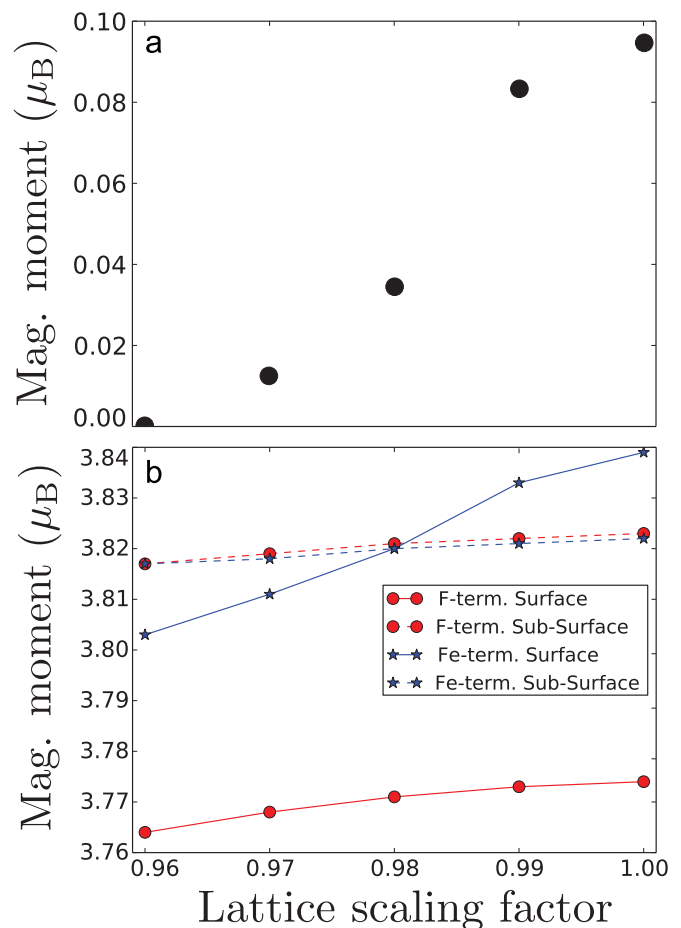 a
Mag. moment (μB)
0.10
0.08
0.06
0.04
0.02
0.00
b
Mag. moment (μB)
3.84
3.83
3.82
3.81
3.80
3.79
3.78
3.77
3.76
F-term. Surface
F-term. Sub-Surface
Fe-term. Surface
Fe-term. Sub-Surface
0.96 0.97 0.98 0.99 1.00
Lattice scaling factor